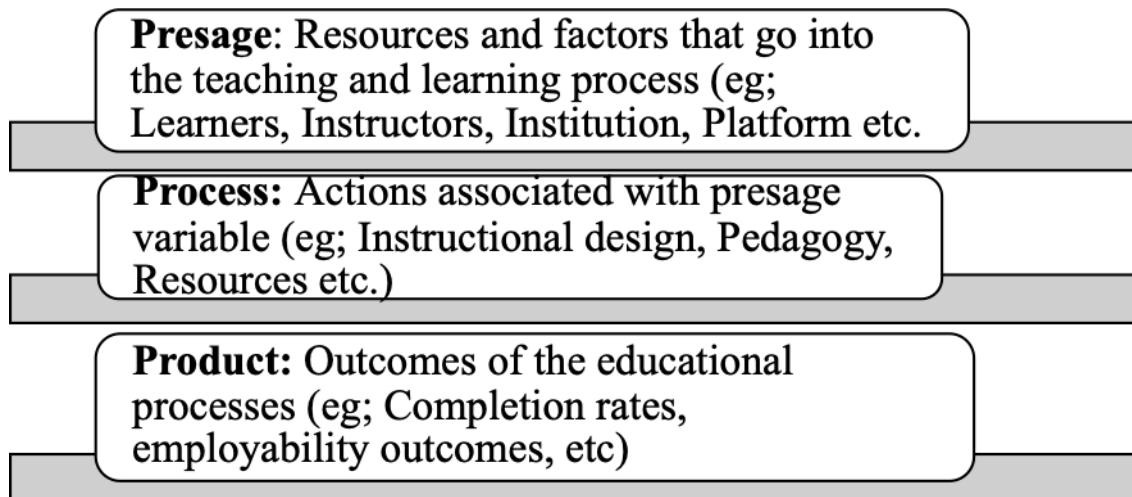 Presage: Resources and factors that go into
the teaching and learning process (eg;
Learners, Instructors, Institution, Platform etc.
Process: Actions associated with presage
variable (eg; Instructional design, Pedagogy,
Resources etc.)
Product: Outcomes of the educational
processes (eg; Completion rates,
employability outcomes, etc)